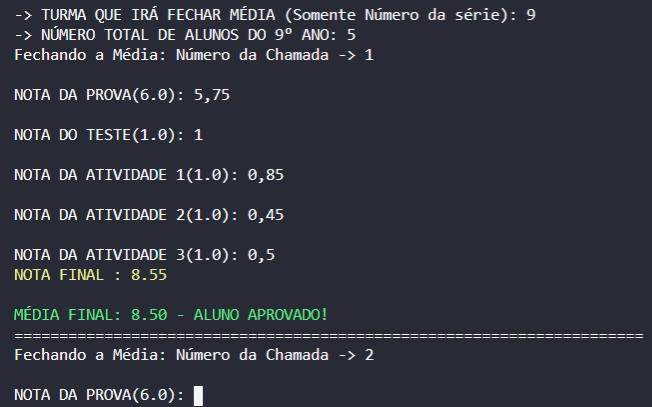 -> TURMA QUE IRÁ FECHAR MÉDIA (Somente Número da série): 9
-> NÚMERO TOTAL DE ALUNOS DO 9º ANO: 5
Fechando a Média: Número da Chamada -> 1
NOTA DA PROVA(6.0): 5,75
NOTA DO TESTE(1.0): 1
NOTA DA ATIVIDADE 1(1.0): 0,85
NOTA DA ATIVIDADE 2(1.0): 0,45
NOTA DA ATIVIDADE 3(1.0): 0,5
NOTA FINAL : 8.55
MÉDIA FINAL: 8.50 - ALUNO APROVADO!
======================================================================
Fechando a Média: Número da Chamada -> 2
NOTA DA PROVA(6.0):